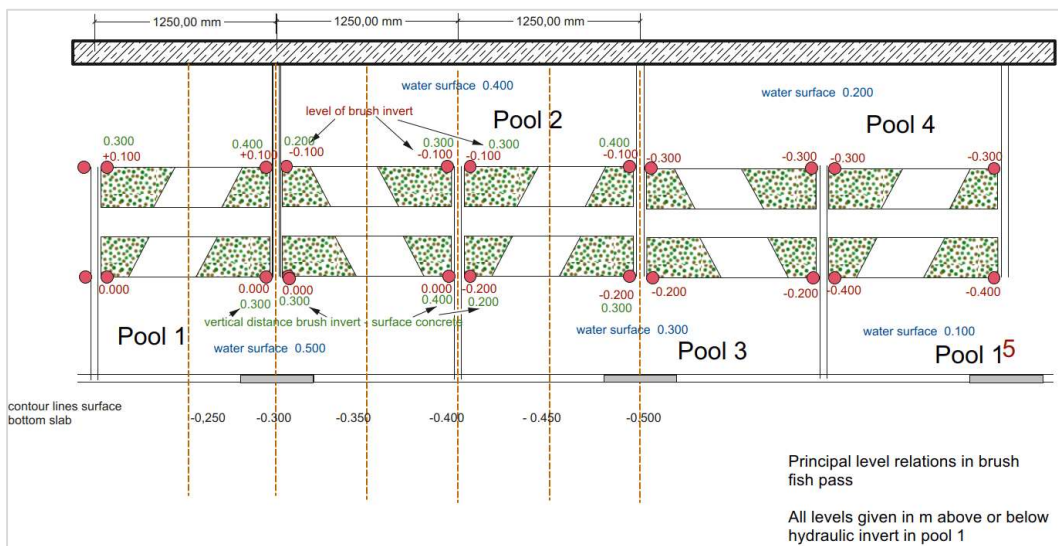 1250,00 mm 1250,00 mm 1250,00 mm
water surface 0.400
water surface 0.200
level of brush invert
Pool 2
Pool 4
0.300 0.400 0.200 0.300 0.300 0.400
+0.100 +0.100 -0.100 -0.100 -0.100 -0.100 -0.300 -0.300 -0.300 -0.300
0.000 0.000 0.000 0.000 -0.200 -0.200 -0.200 -0.200 -0.400 -0.400
0.300 0.300 0.400 0.200 0.300
vertical distance brush invert - surface concrete
Pool 1
water surface 0.500
water surface 0.300
Pool 3
water surface 0.100
Pool 1 5
contour lines surface
bottom slab
-0,250 -0.300 -0.350 -0.400 - 0.450 -0.500
Principal level relations in brush
fish pass
All levels given in m above or below
hydraulic invert in pool 1